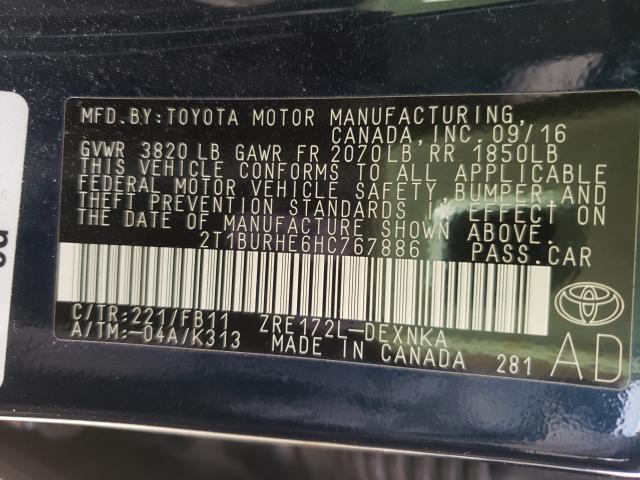 MFD.BY:TOYOTA MOTOR MANUFACTURING,
CANADA, INC. 09/16
GVWR 3820 LB GAWR FR 2070LB RR 1850LB
THIS VEHICLE CONFORMS TO ALL APPLICABLE
FEDERAL MOTOR VEHICLE SAFETY, BUMPER AND
THEFT PREVENTION STANDARDS IN EFFECT ON
THE DATE OF MANUFACTURE SHOWN ABOVE.
2T1BURHE6HC767886 PASS.CAR
C/TR:221/FB11 ZRE172L-DEXNKA
A/TM:-04A/K313 MADE IN CANADA 281
AD